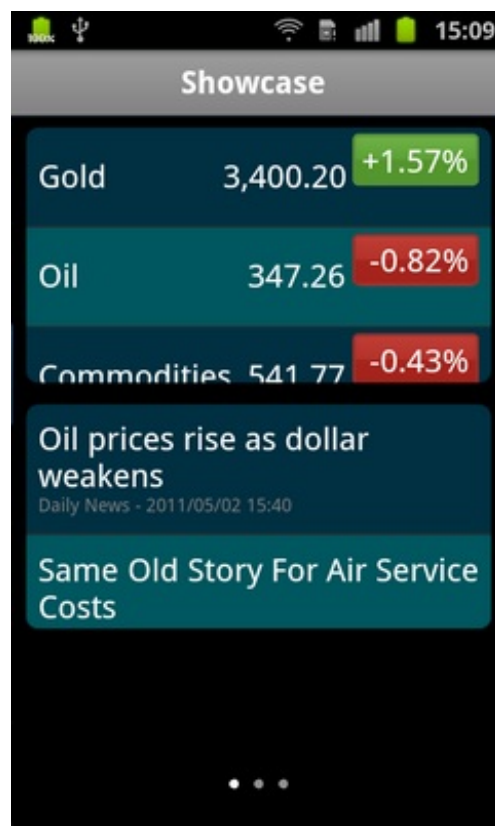 100%
15:09
Showcase
Gold 3,400.20 +1.57%
Oil 347.26 -0.82%
Commodities 541.77 -0.43%
Oil prices rise as dollar
weakens
Daily News - 2011/05/02 15:40
Same Old Story For Air Service
Costs